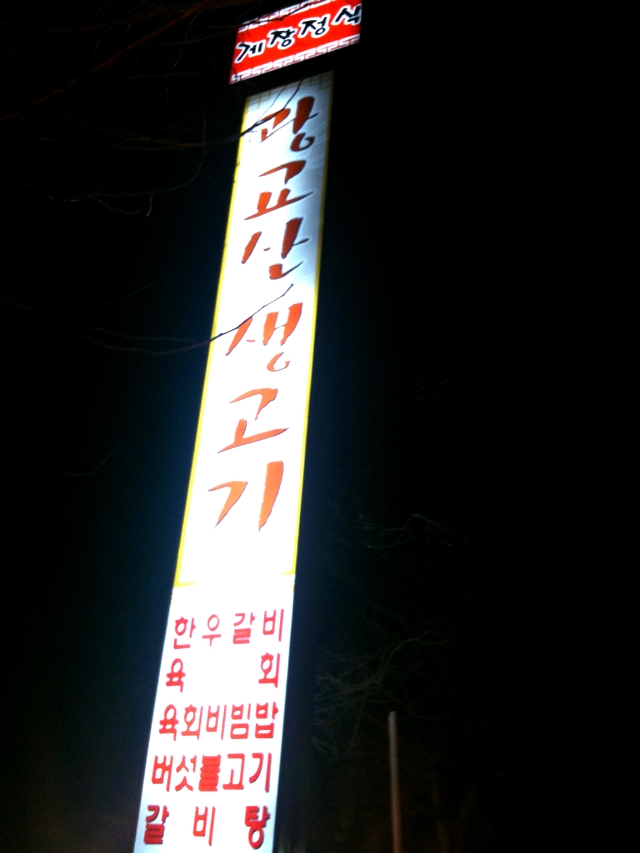 게장정식
광교산생고기
한우갈비
육회
육회비빔밥
버섯불고기
갈비탕